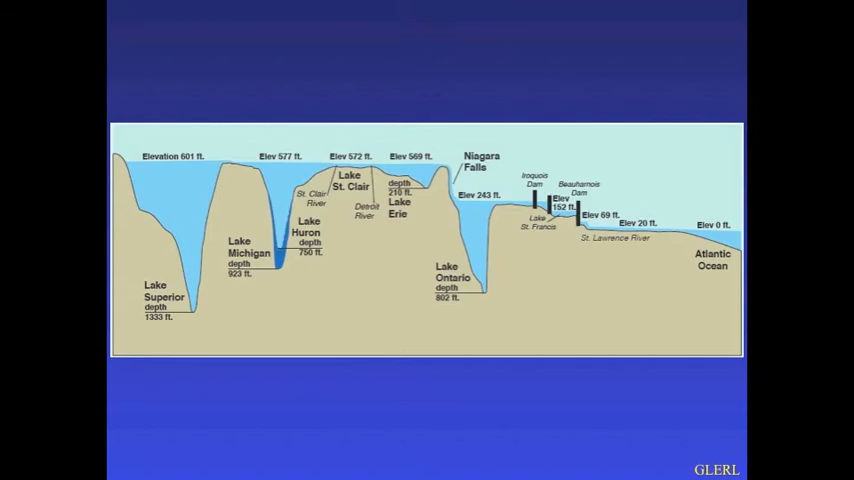 Elevation 601 ft.
Elev 577 ft.
Elev 572 ft.
Elev 569 ft.
Niagara
Falls
Lake
St. Clair
St. Clair
River
Detroit
River
depth
210 ft.
Lake
Erie
Elev 243 ft.
Iroquois
Dam
Beauharnois
Dam
Elev
152 ft.
Lake
St. Francis
Elev 69 ft.
Elev 20 ft.
Elev 0 ft.
St. Lawrence River
Atlantic
Ocean
Lake
Huron
depth
750 ft.
Lake
Michigan
depth
923 ft.
Lake
Ontario
depth
802 ft.
Lake
Superior
depth
1333 ft.
GLERL